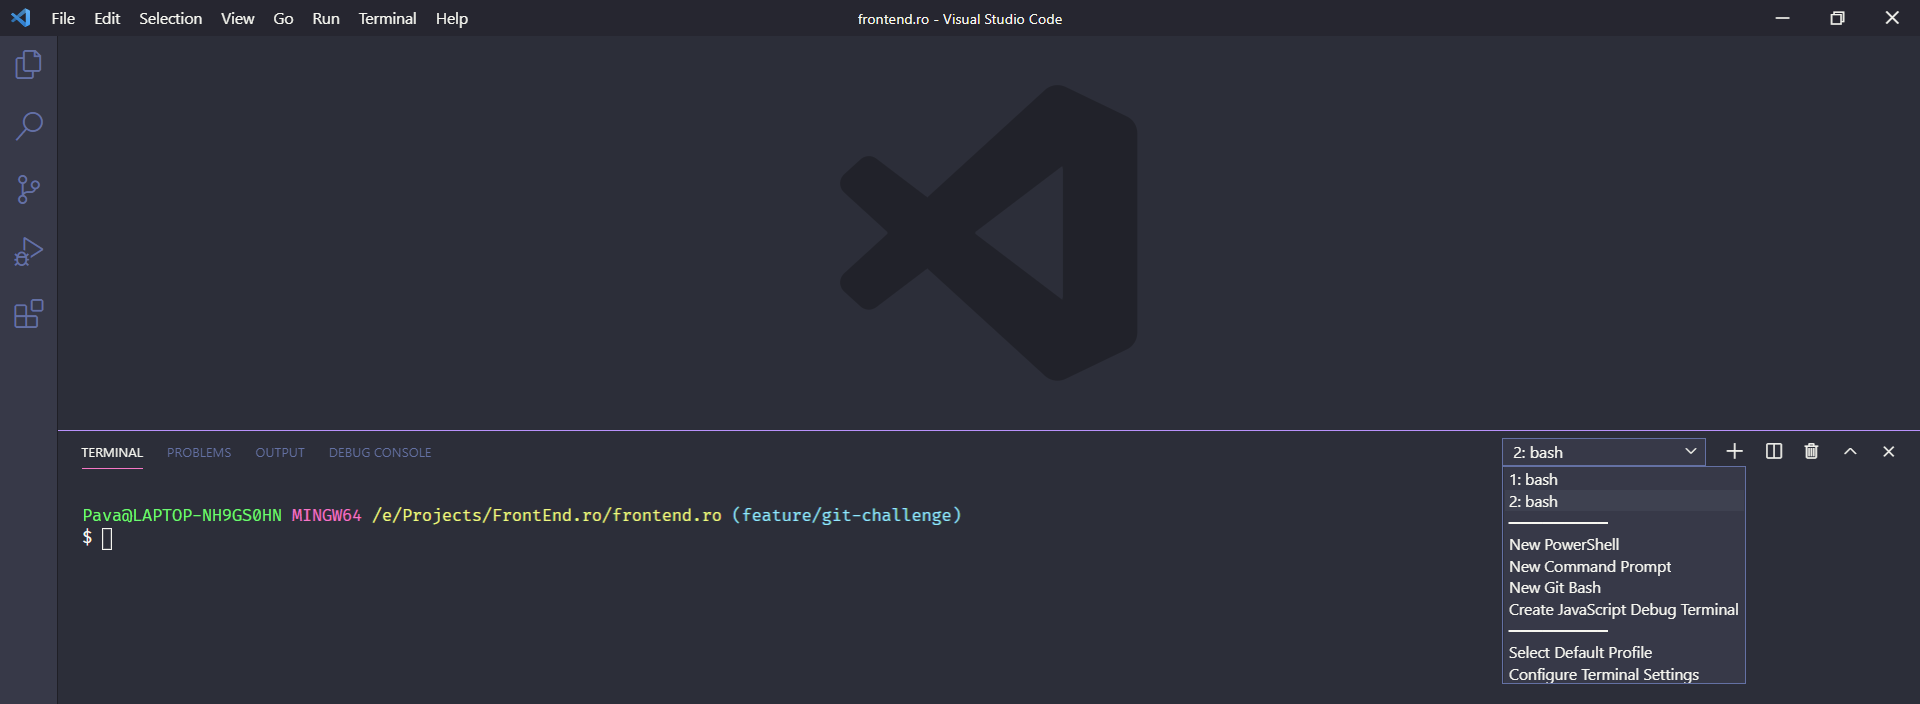 File Edit Selection View Go Run Terminal Help
frontend.ro - Visual Studio Code
TERMINAL PROBLEMS OUTPUT DEBUG CONSOLE
2: bash
1: bash
2: bash
New PowerShell
New Command Prompt
New Git Bash
Create JavaScript Debug Terminal
Select Default Profile
Configure Terminal Settings
Pava@LAPTOP-NH9GS0HN MINGW64 /e/Projects/FrontEnd.ro/frontend.ro (feature/git-challenge)
$